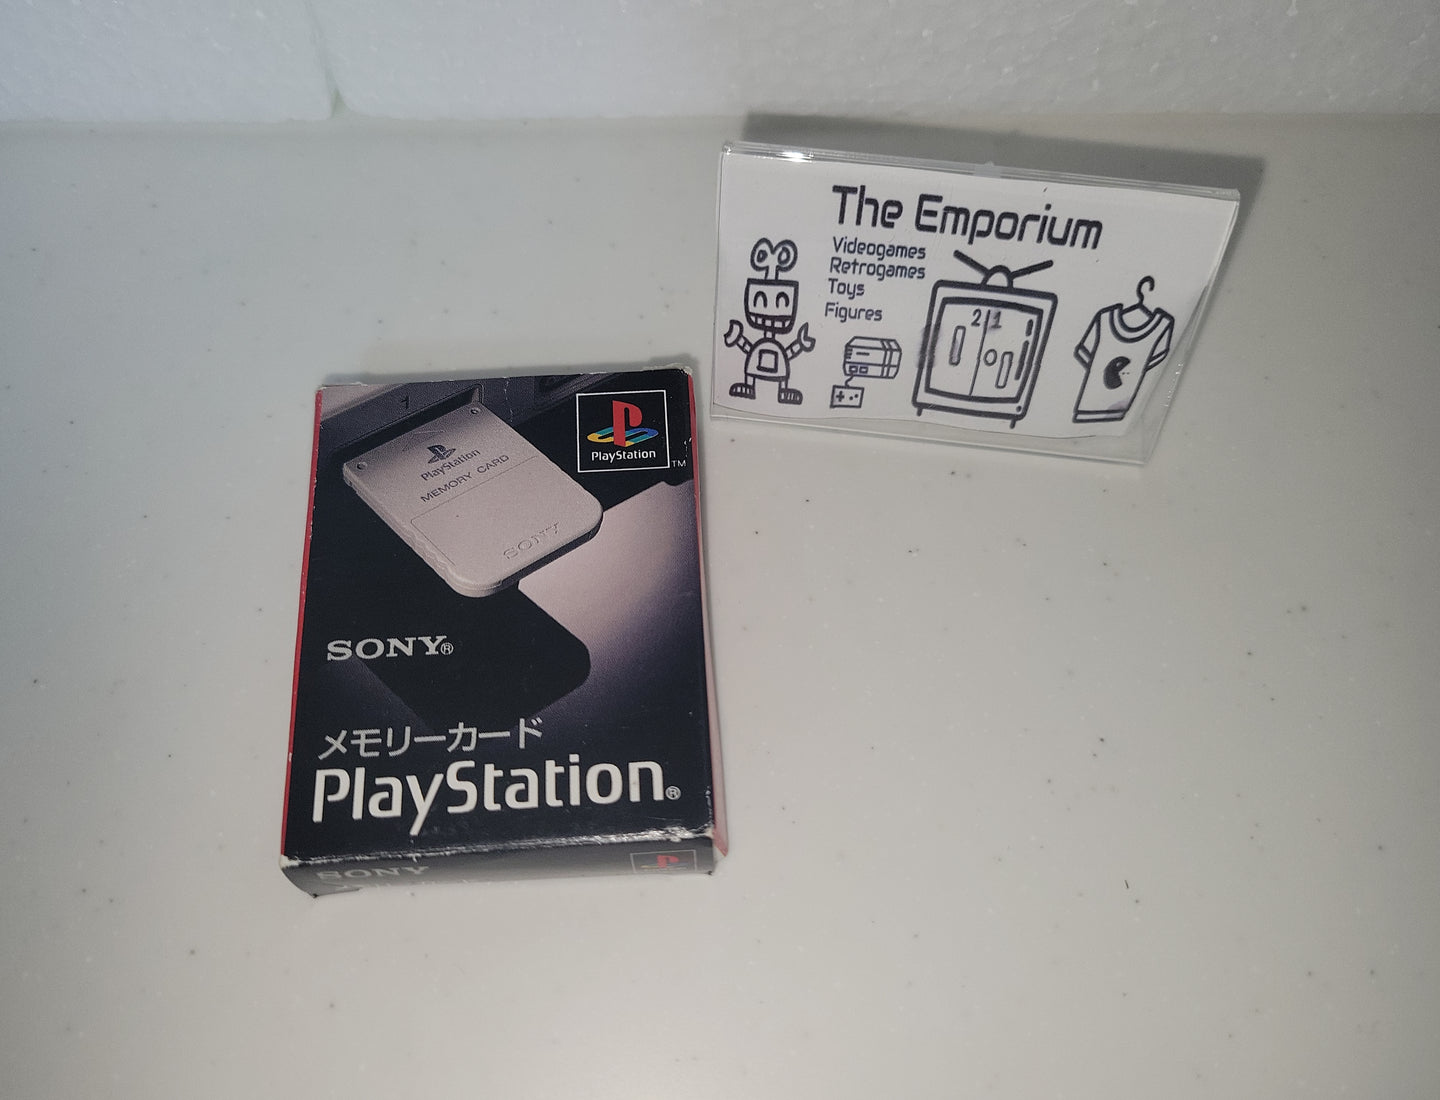 The Emporium
Videogames
Retrogames
Toys
Figures
2 1
1
PlayStation
MEMORY CARD
SONY
PlayStation
TM
SONY®
メモリーカード
PlayStation®
SONY